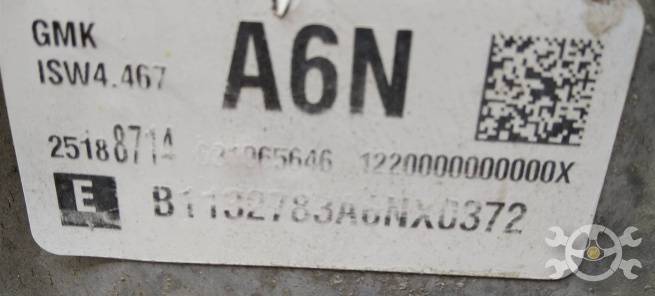 GMK
A6N
ISW4.467
25188714 1220000000000X
E B1132783A6NX0372